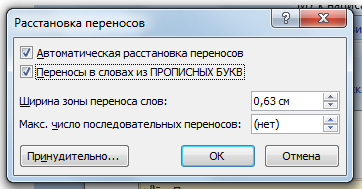 Расстановка переносов
Автоматическая расстановка переносов
Переносы в словах из ПРОПИСНЫХ БУКВ
Ширина зоны переноса слов: 0,63 см
Макс. число последовательных переносов: (нет)
Принудительно... ОК Отмена